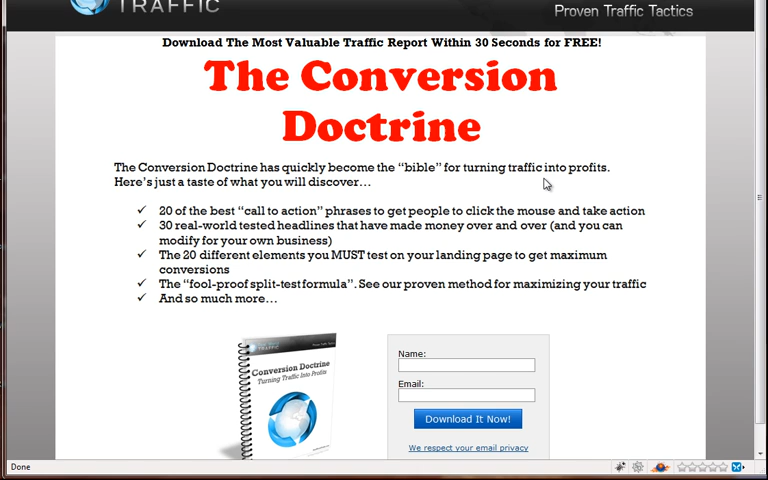 TRAFFIC
Proven Traffic Tactics
Download The Most Valuable Traffic Report Within 30 Seconds for FREE!
The Conversion
Doctrine
The Conversion Doctrine has quickly become the “bible” for turning traffic into profits.
Here’s just a taste of what you will discover…
20 of the best “call to action” phrases to get people to click the mouse and take action
30 real-world tested headlines that have made money over and over (and you can
modify for your own business)
The 20 different elements you MUST test on your landing page to get maximum
conversions
The “fool-proof split-test formula”. See our proven method for maximizing your traffic
And so much more…
Conversion Doctrine
Turning Traffic Into Profits
Name:
Email:
Download It Now!
We respect your email privacy
Done